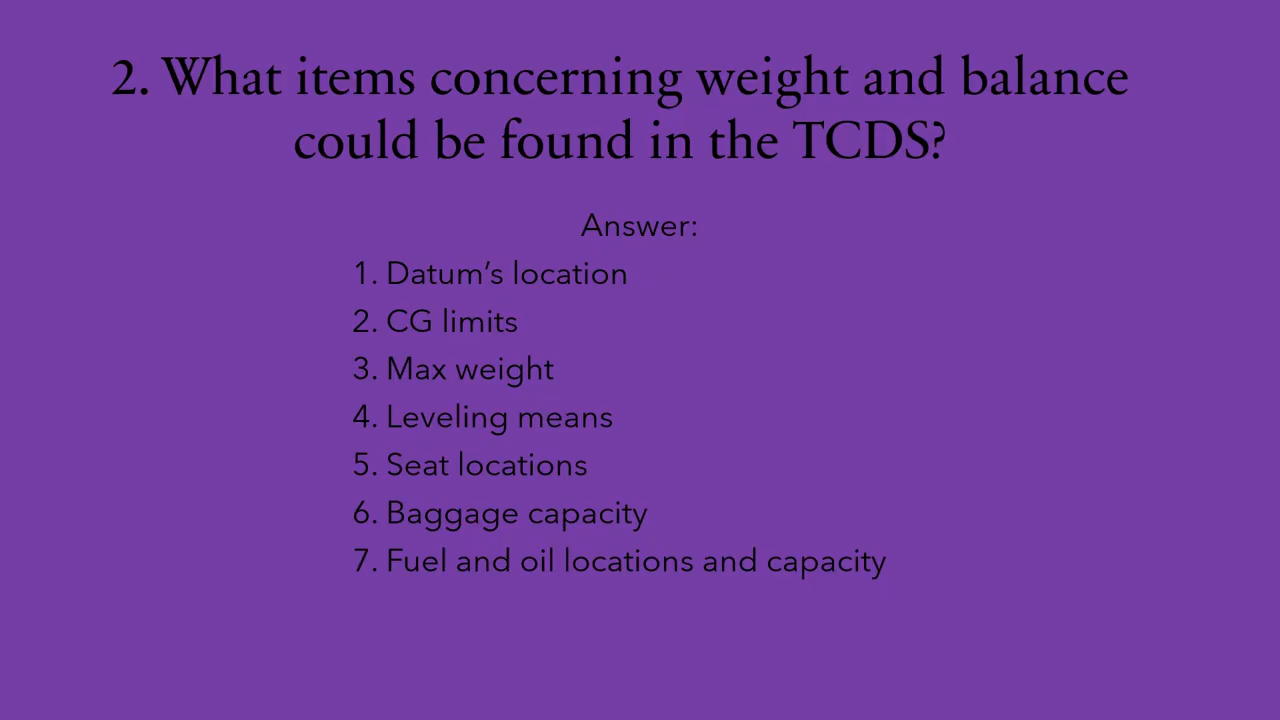 2. What items concerning weight and balance
could be found in the TCDS?
Answer:
1. Datum’s location
2. CG limits
3. Max weight
4. Leveling means
5. Seat locations
6. Baggage capacity
7. Fuel and oil locations and capacity